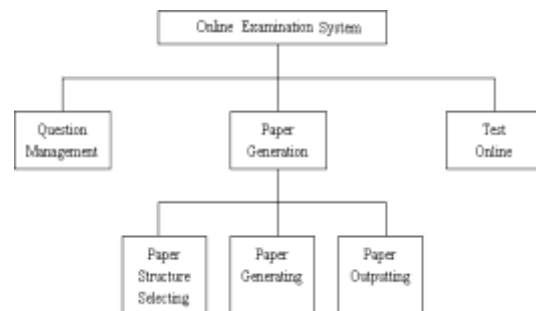 Online Examination System
Question
Management
Paper
Generation
Test
Online
Paper
Structure
Selecting
Paper
Generating
Paper
Outputting